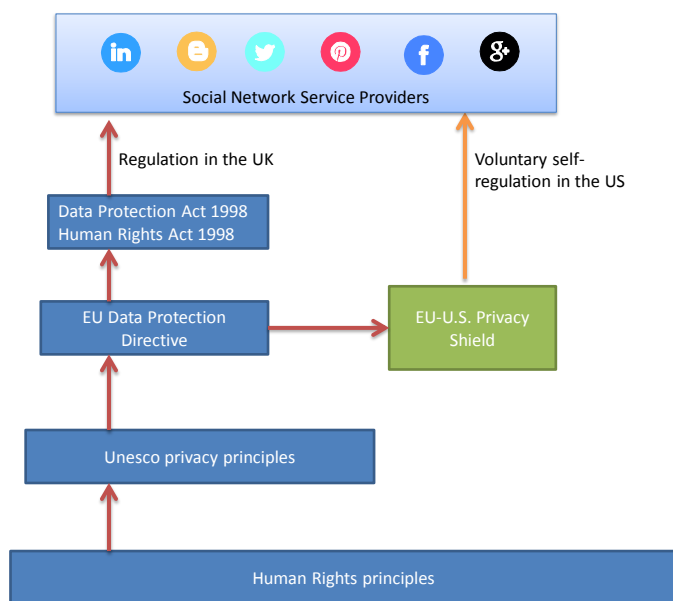 in
g+
Social Network Service Providers
Regulation in the UK
Voluntary self-
regulation in the US
Data Protection Act 1998
Human Rights Act 1998
EU Data Protection
Directive
EU-U.S. Privacy
Shield
Unesco privacy principles
Human Rights principles